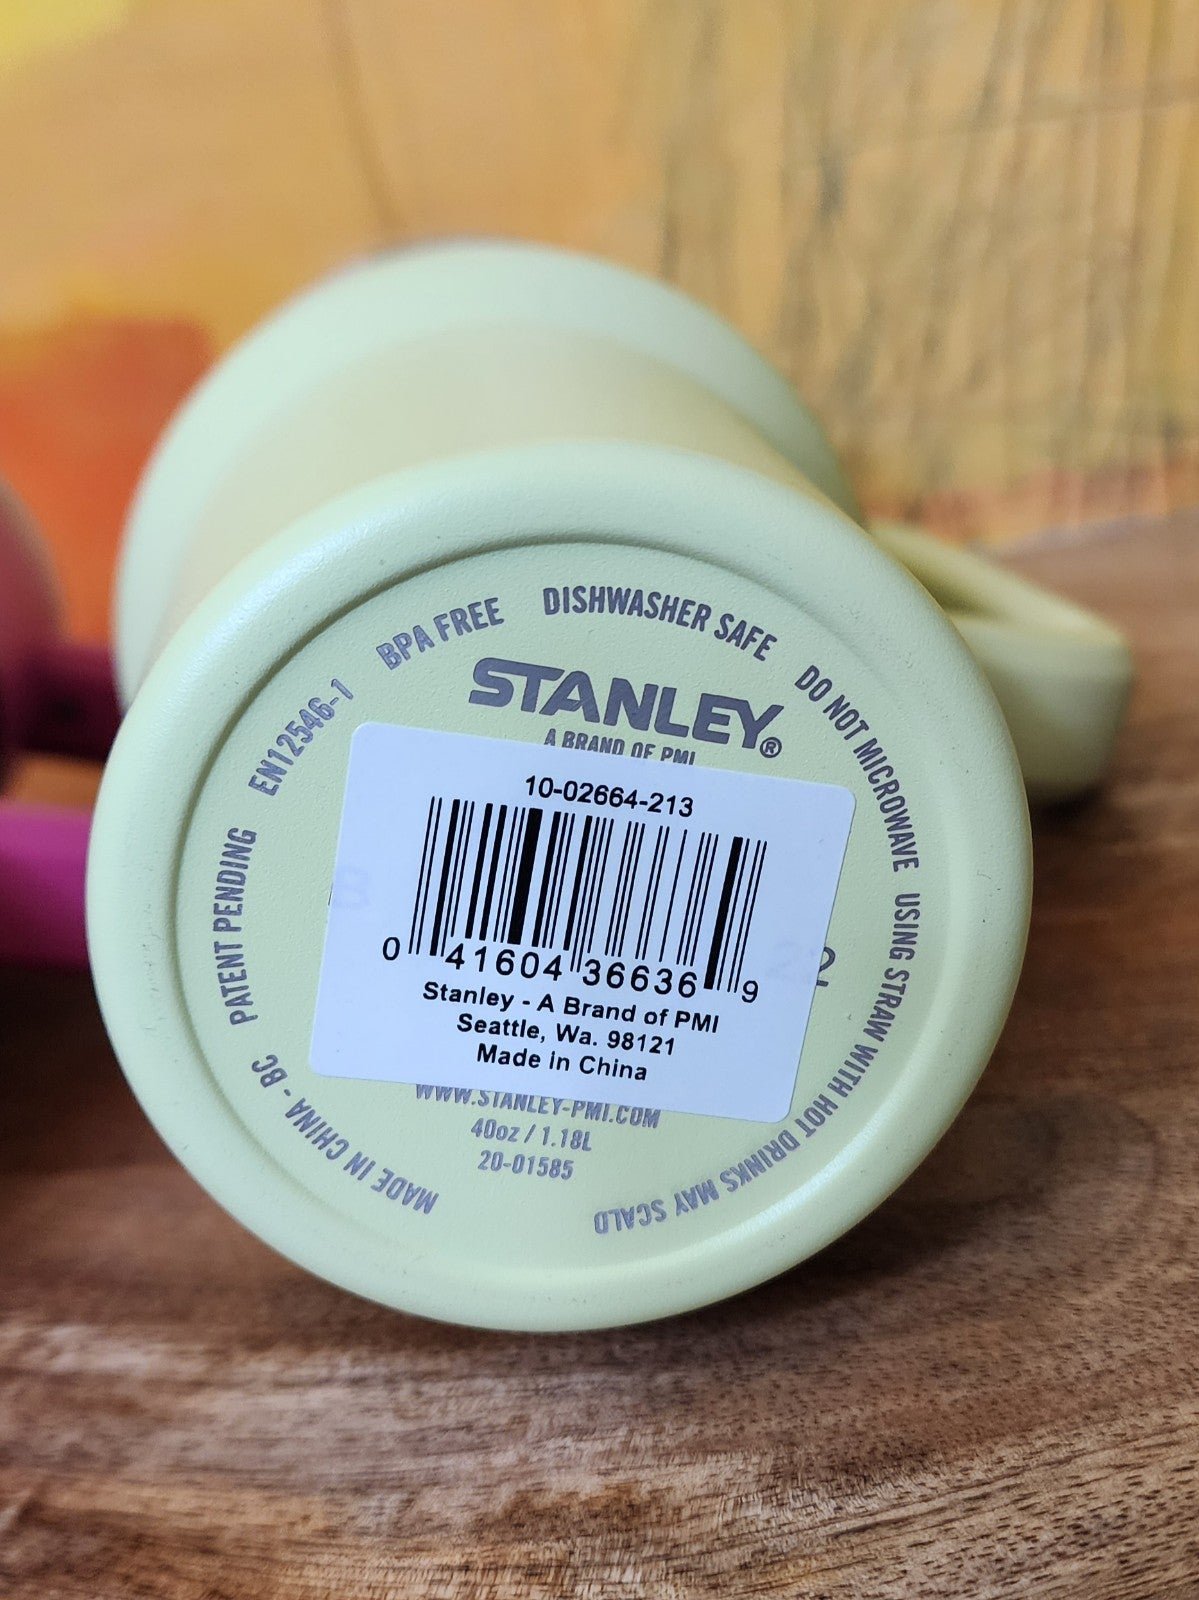 EN12546-1
BPA FREE
DISHWASHER SAFE
DO NOT MICROWAVE
USING STRAW WITH HOT DRINKS MAY SCALD
MADE IN CHINA - BC
PATENT PENDING
STANLEY®
A BRAND OF PMI
10-02664-213
0 41604 36636 9
Stanley - A Brand of PMI
Seattle, Wa. 98121
Made in China
WWW.STANLEY-PMI.COM
40oz / 1.18L
20-01585